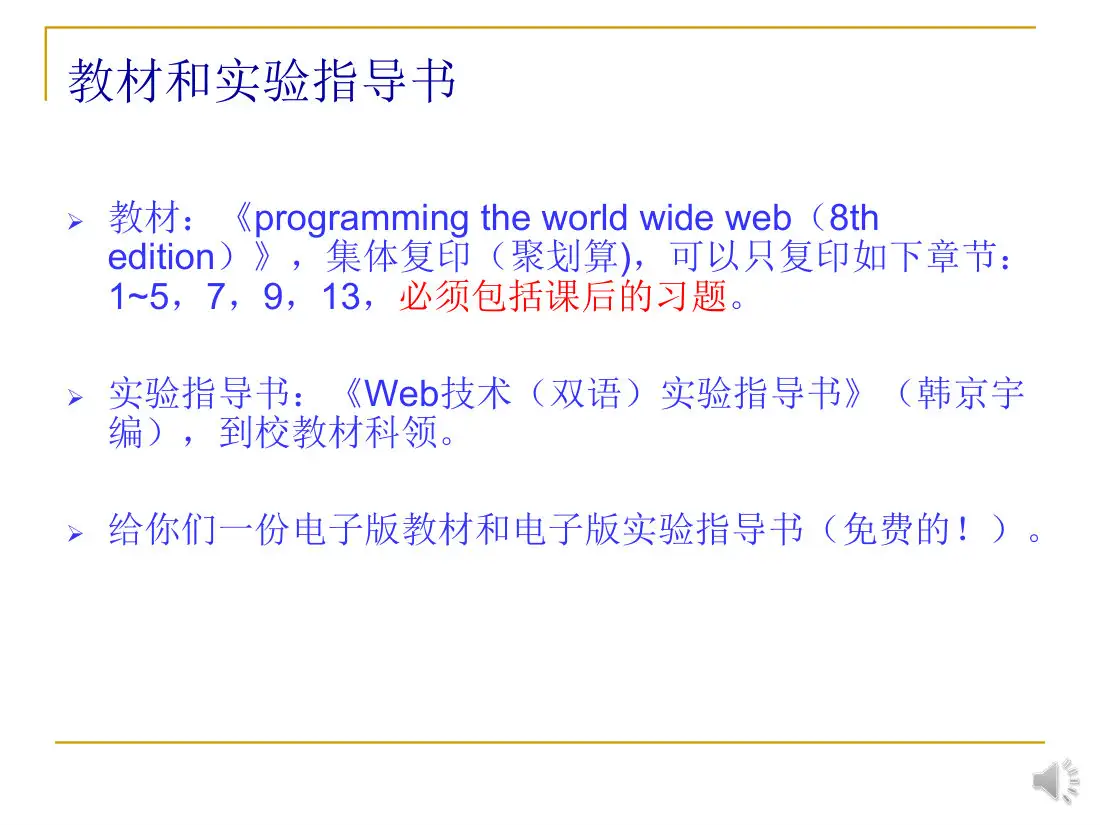 教材和实验指导书
教材：《programming the world wide web（8th
edition）》，集体复印（聚划算)，可以只复印如下章节：
1~5，7，9，13，必须包括课后的习题。
实验指导书：《Web技术（双语）实验指导书》（韩京宇
编），到校教材科领。
给你们一份电子版教材和电子版实验指导书（免费的！）。